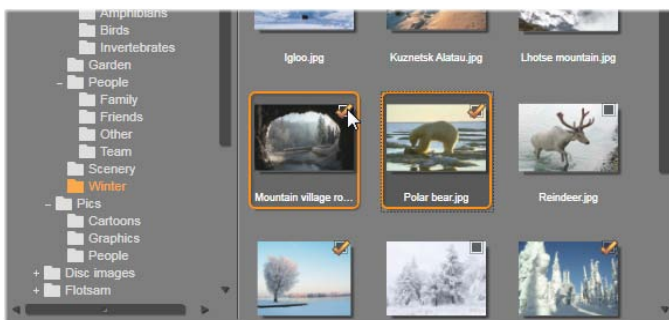 Amphibians
Birds
Invertebrates
Garden
People
Family
Friends
Other
Team
Scenery
Winter
Pics
Cartoons
Graphics
People
Disc images
Flotsam
Igloo.jpg
Kuznetsk Alatau.jpg
Lhotse mountain.jpg
Mountain village ro...
Polar bear.jpg
Reindeer.jpg